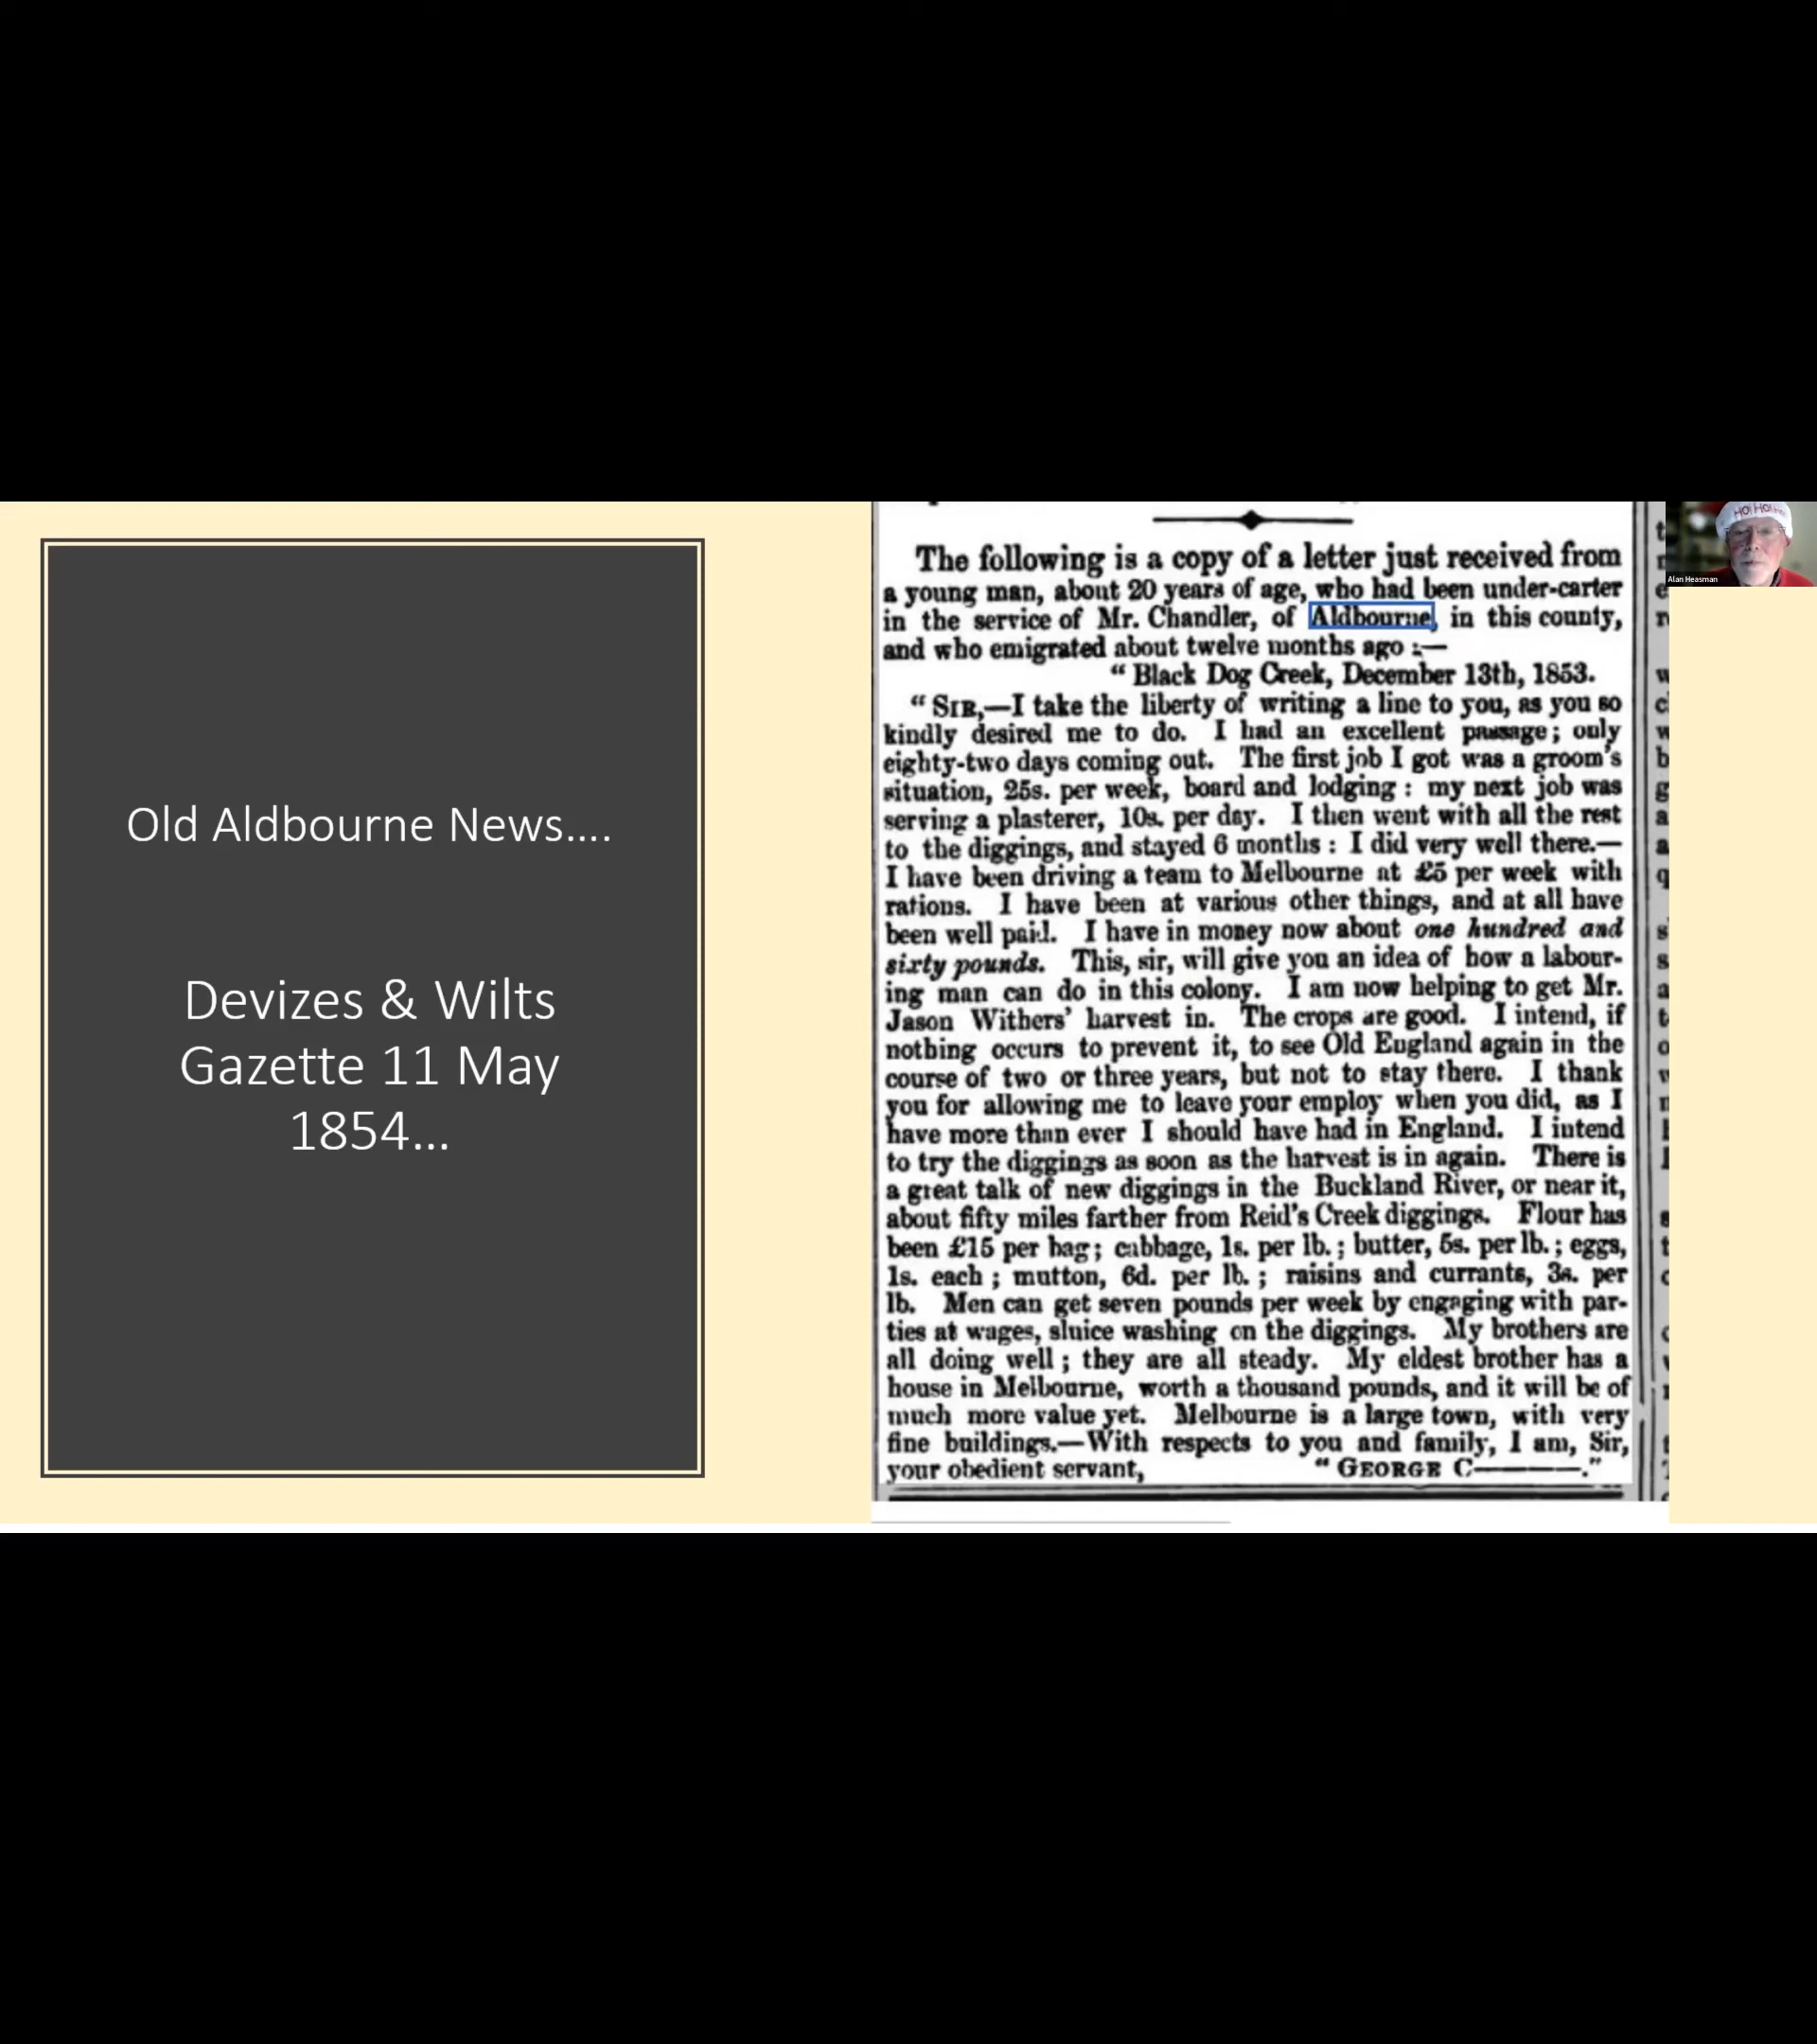 Old Aldbourne News....
Devizes & Wilts
Gazette 11 May
1854...
The following is a copy of a letter just received from
a young man, about 20 years of age, who had been under-carter
in the service of Mr. Chandler, of Aldbourne, in this county,
and who emigrated about twelve months ago :—
“ Black Dog Creek, December 13th, 1853.
“ SIR,—I take the liberty of writing a line to you, as you so
kindly desired me to do. I had an excellent passage ; only
eighty-two days coming out. The first job I got was a groom's
situation, 25s. per week, board and lodging : my next job was
serving a plasterer, 10s. per day. I then went with all the rest
to the diggings, and stayed 6 months : I did very well there.—
I have been driving a team to Melbourne at £5 per week with
rations. I have been at various other things, and at all have
been well paid. I have in money now about one hundred and
sixty pounds. This, sir, will give you an idea of how a labour-
ing man can do in this colony. I am now helping to get Mr.
Jason Withers' harvest in. The crops are good. I intend, if
nothing occurs to prevent it, to see Old England again in the
course of two or three years, but not to stay there. I thank
you for allowing me to leave your employ when you did, as I
have more than ever I should have had in England. I intend
to try the diggings as soon as the harvest is in again. There is
a great talk of new diggings in the Buckland River, or near it,
about fifty miles farther from Reid's Creek diggings. Flour has
been £15 per bag ; cabbage, 1s. per lb. ; butter, 5s. per lb. ; eggs,
1s. each ; mutton, 6d. per lb. ; raisins and currants, 3s. per
lb. Men can get seven pounds per week by engaging with par-
ties at wages, sluice washing on the diggings. My brothers are
all doing well ; they are all steady. My eldest brother has a
house in Melbourne, worth a thousand pounds, and it will be of
much more value yet. Melbourne is a large town, with very
fine buildings.—With respects to you and family, I am, Sir,
your obedient servant, “ GEORGE C———.”
HO! HO!
Alan Heasman